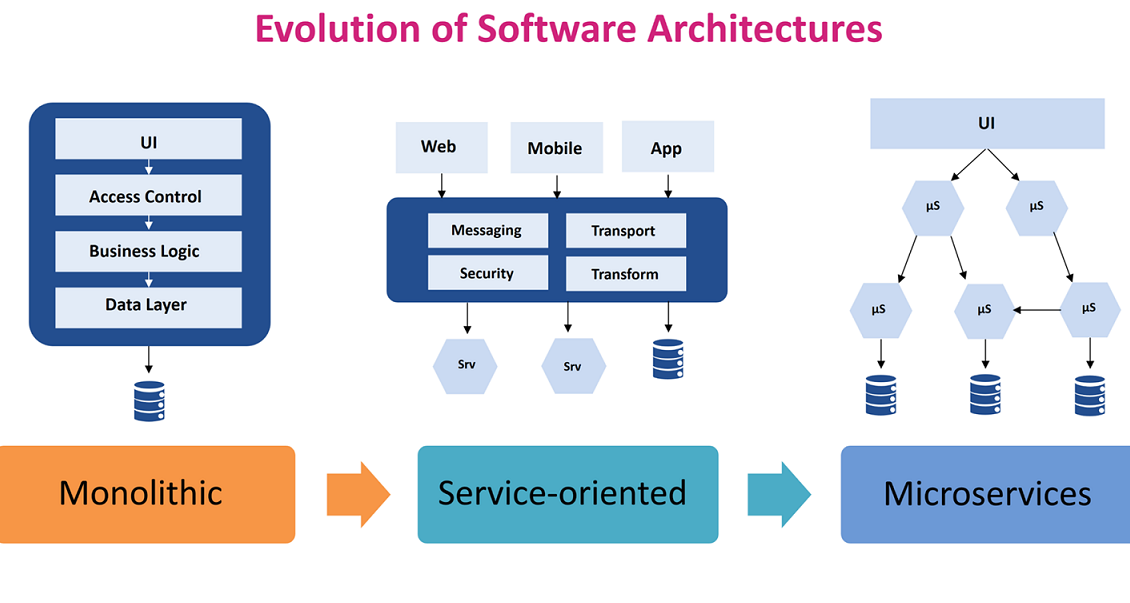 Evolution of Software Architectures
UI
Access Control
Business Logic
Data Layer
Web
Mobile
App
Messaging
Transport
Security
Transform
Srv
Srv
UI
µS
µS
µS
µS
µS
Monolithic
Service-oriented
Microservices